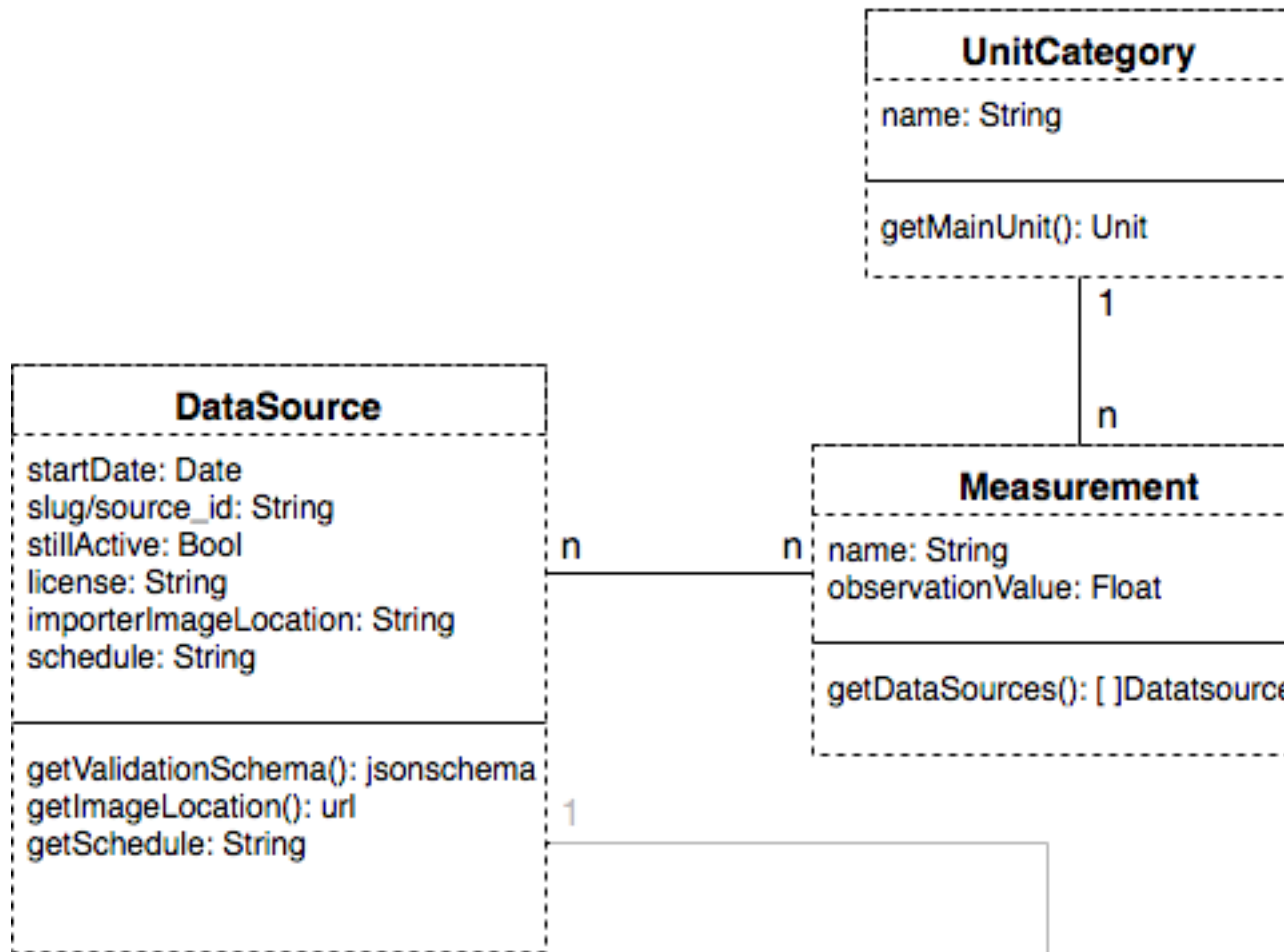 UnitCategory
name: String
getMainUnit(): Unit
1
n
DataSource
startDate: Date
slug/source_id: String
stillActive: Bool
license: String
importerImageLocation: String
schedule: String
getValidationSchema(): jsonschema
getImageLocation(): url
getSchedule: String
n
n
1
Measurement
name: String
observationValue: Float
getDataSources(): [ ]Datatsource